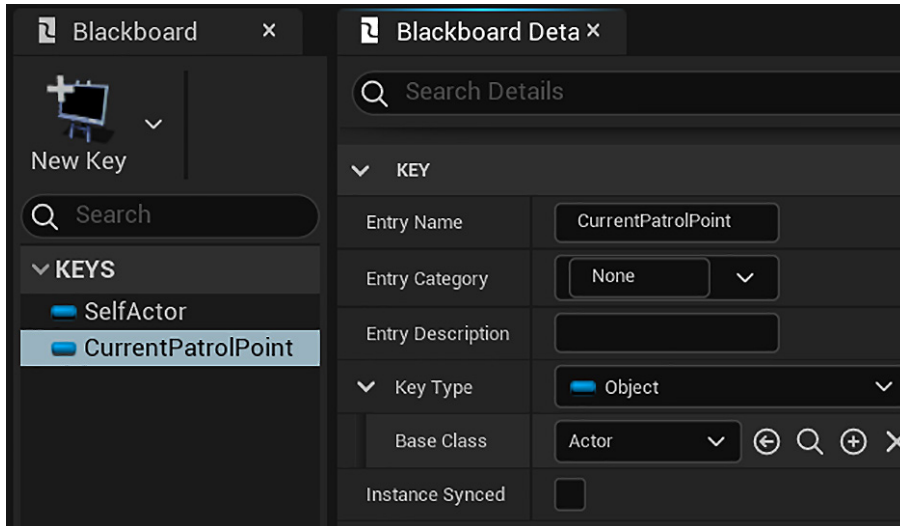 Blackboard
New Key
Search
KEYS
SelfActor
CurrentPatrolPoint
Blackboard Deta
Search Details
KEY
Entry Name
CurrentPatrolPoint
Entry Category
None
Entry Description
Key Type
Object
Base Class
Actor
Instance Synced